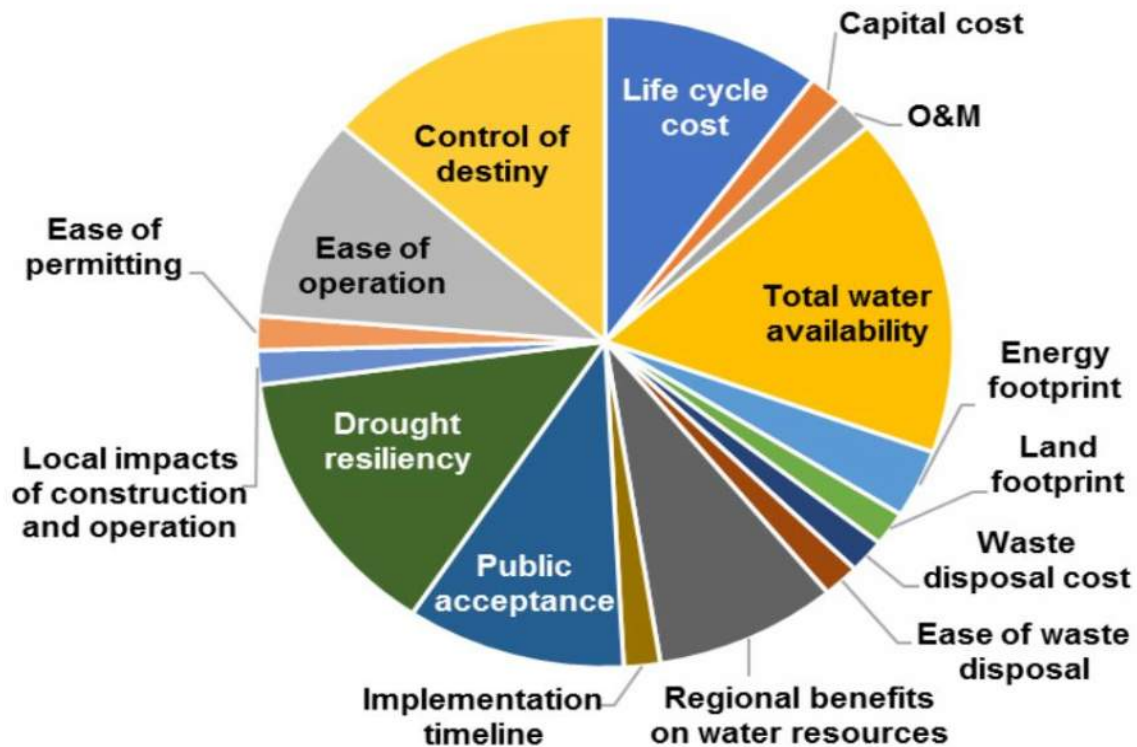 Life cycle
cost
Capital cost
O&M
Total water
availability
Energy
footprint
Land
footprint
Waste
disposal cost
Ease of waste
disposal
Regional benefits
on water resources
Implementation
timeline
Public
acceptance
Drought
resiliency
Local impacts
of construction
and operation
Ease of
permitting
Ease of
operation
Control of
destiny